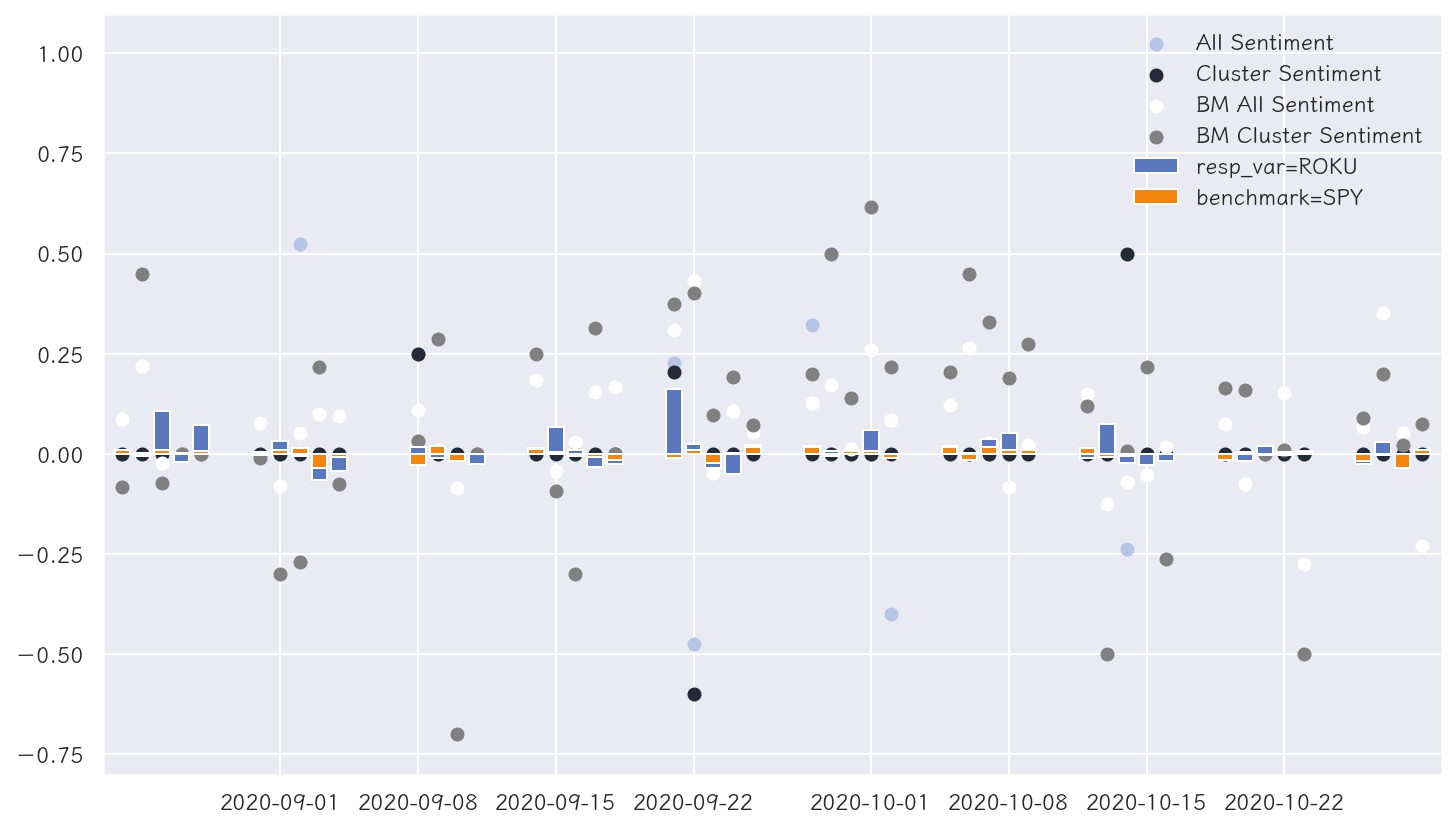 1.00
0.75
0.50
0.25
0.00
−0.25
−0.50
−0.75
All Sentiment
Cluster Sentiment
BM All Sentiment
BM Cluster Sentiment
resp_var=ROKU
benchmark=SPY
2020-09-01 2020-09-08 2020-09-15 2020-09-22 2020-10-01 2020-10-08 2020-10-15 2020-10-22